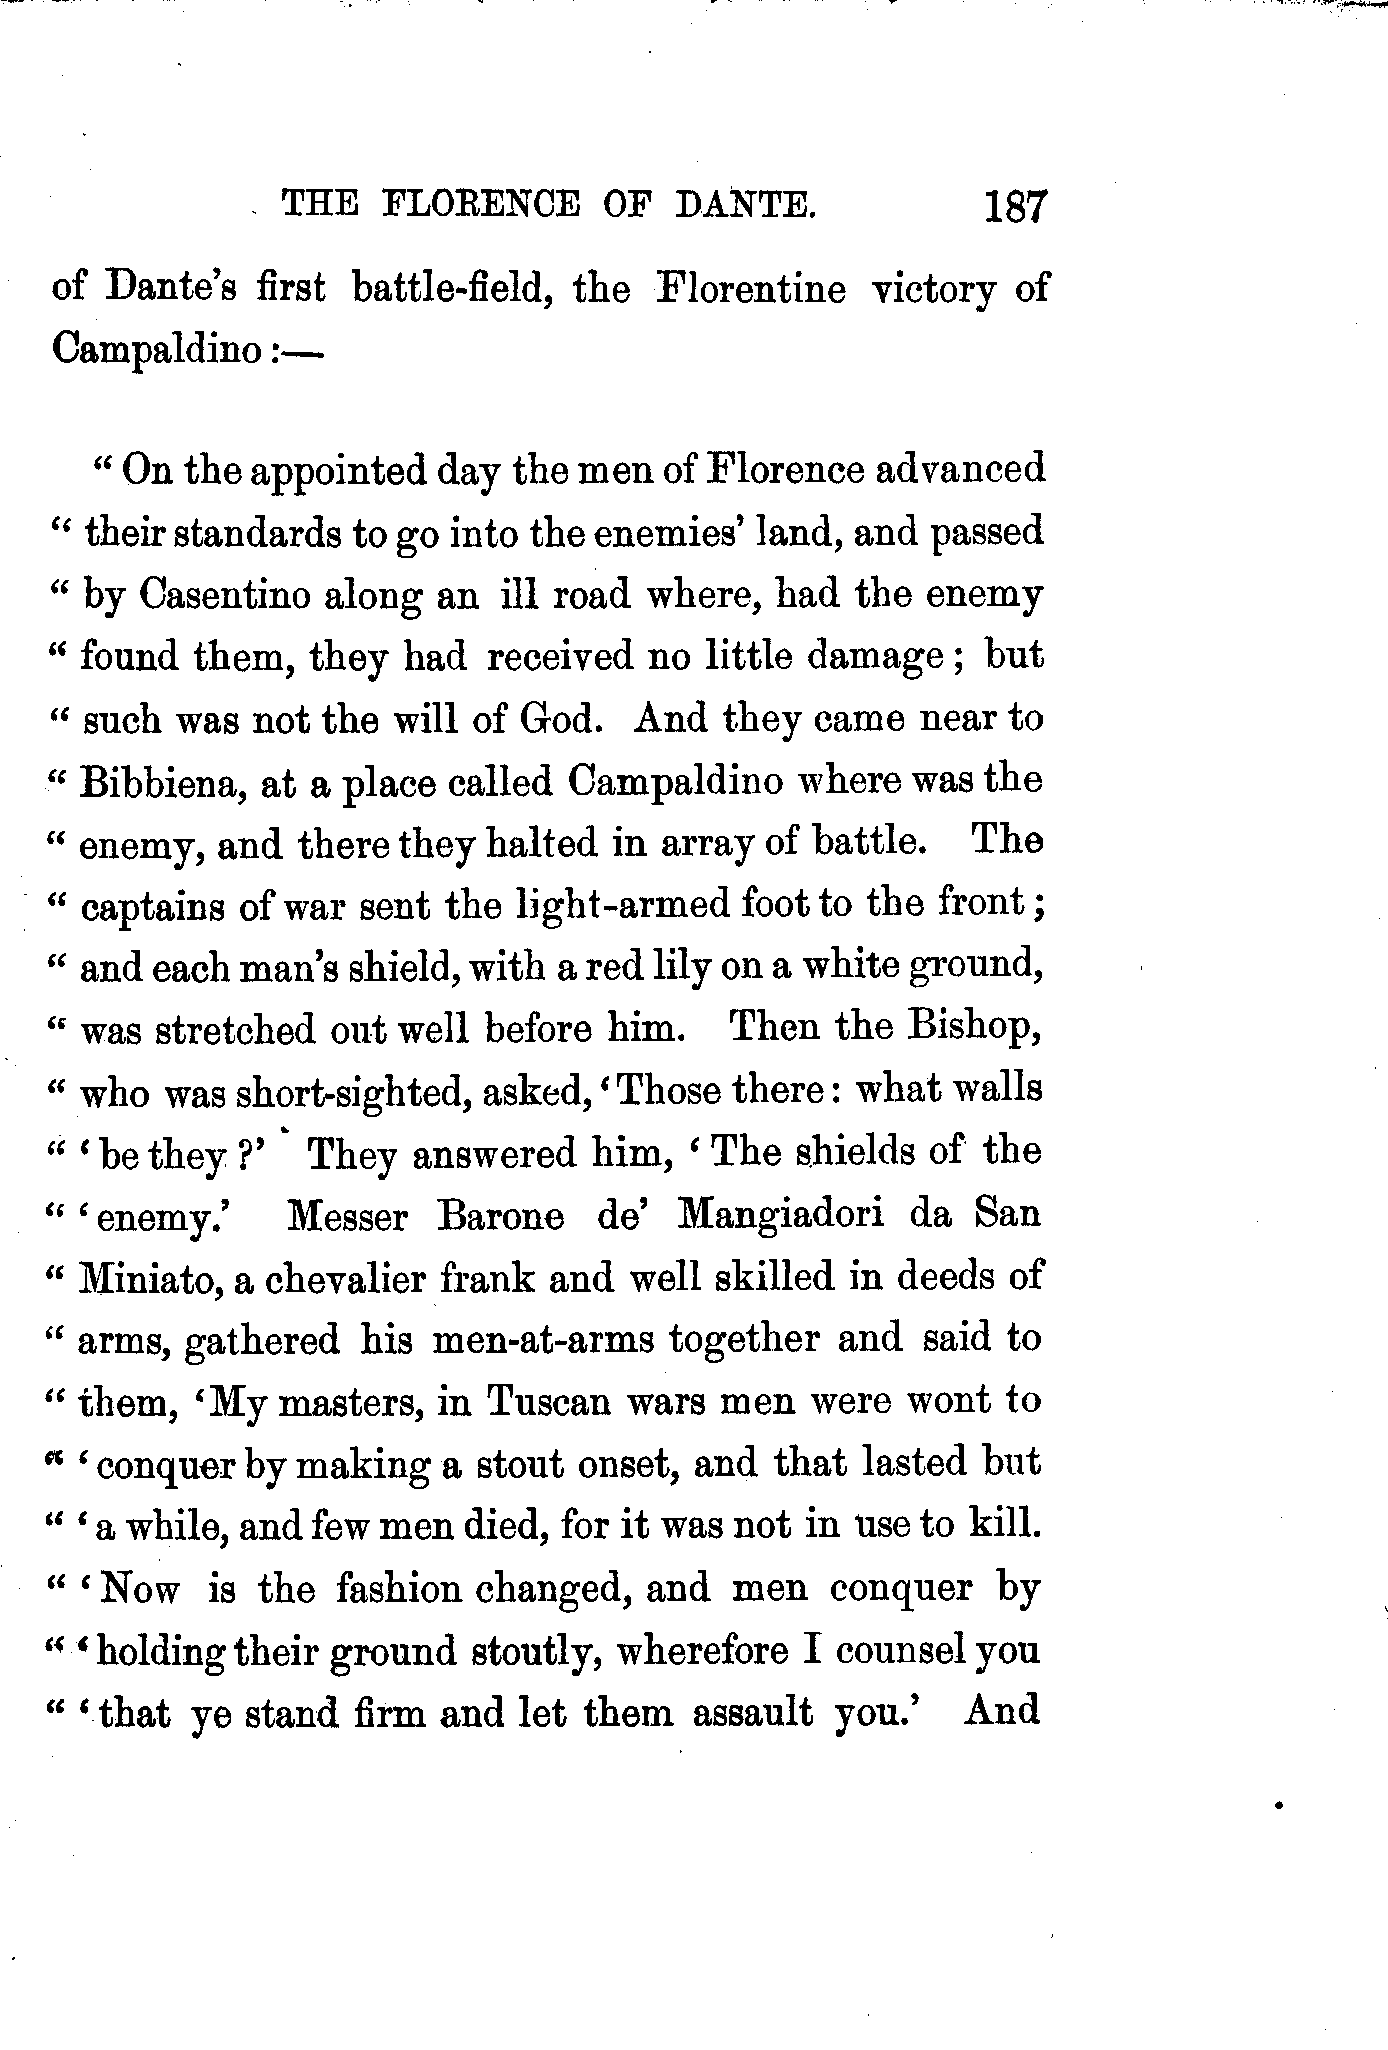 THE FLORENCE OF DANTE. 187
of Dante's first battle-field, the Florentine victory of
Campaldino:—
“On the appointed day the men of Florence advanced
“their standards to go into the enemies' land, and passed
“by Casentino along an ill road where, had the enemy
“found them, they had received no little damage; but
“such was not the will of God. And they came near to
“Bibbiena, at a place called Campaldino where was the
“enemy, and there they halted in array of battle. The
“captains of war sent the light-armed foot to the front;
“and each man's shield, with a red lily on a white ground,
“was stretched out well before him. Then the Bishop,
“who was short-sighted, asked, ‘Those there: what walls
“‘be they?’ They answered him, ‘The shields of the
“‘enemy.’ Messer Barone de' Mangiadori da San
“Miniato, a chevalier frank and well skilled in deeds of
“arms, gathered his men-at-arms together and said to
“them, ‘My masters, in Tuscan wars men were wont to
“‘conquer by making a stout onset, and that lasted but
“‘a while, and few men died, for it was not in use to kill.
“‘Now is the fashion changed, and men conquer by
“‘holding their ground stoutly, wherefore I counsel you
“‘that ye stand firm and let them assault you.’ And